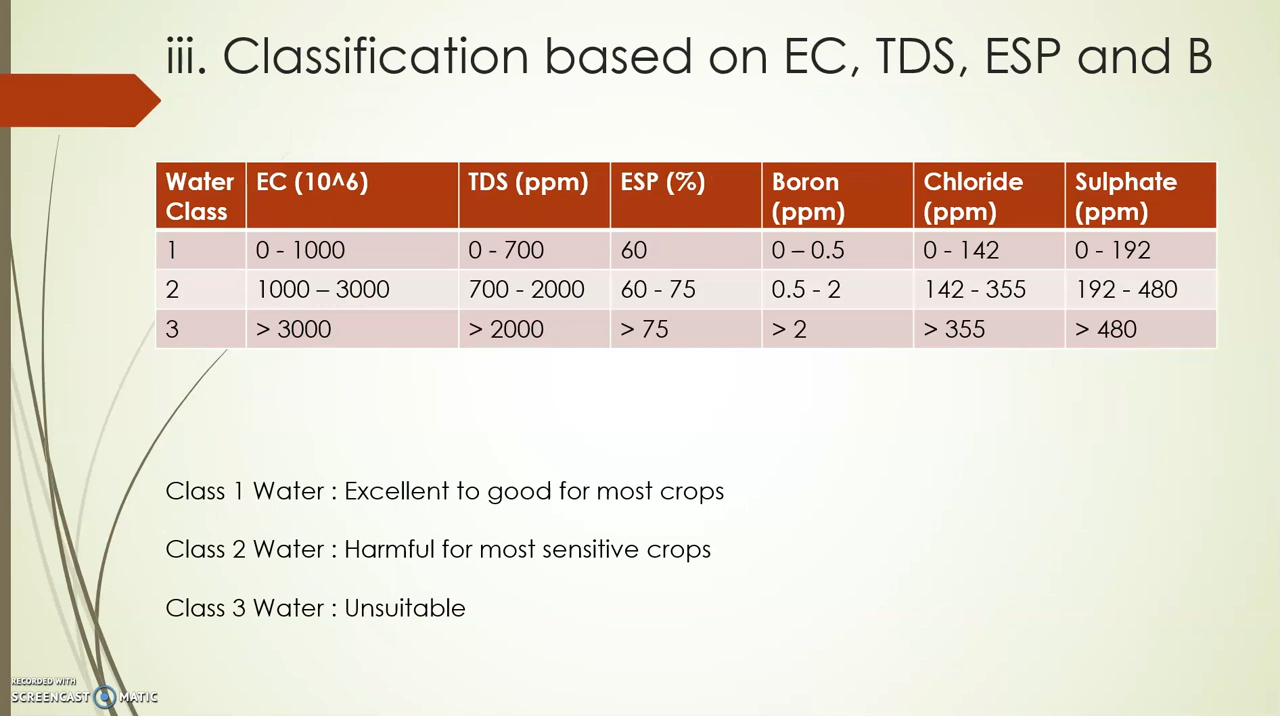 iii. Classification based on EC, TDS, ESP and B
Water Class EC (10^6) TDS (ppm) ESP (%) Boron (ppm) Chloride (ppm) Sulphate (ppm)
1 0 - 1000 0 - 700 60 0 – 0.5 0 - 142 0 - 192
2 1000 – 3000 700 - 2000 60 - 75 0.5 - 2 142 - 355 192 - 480
3 > 3000 > 2000 > 75 > 2 > 355 > 480
Class 1 Water : Excellent to good for most crops
Class 2 Water : Harmful for most sensitive crops
Class 3 Water : Unsuitable
RECORDED WITH
SCREENCAST MATIC